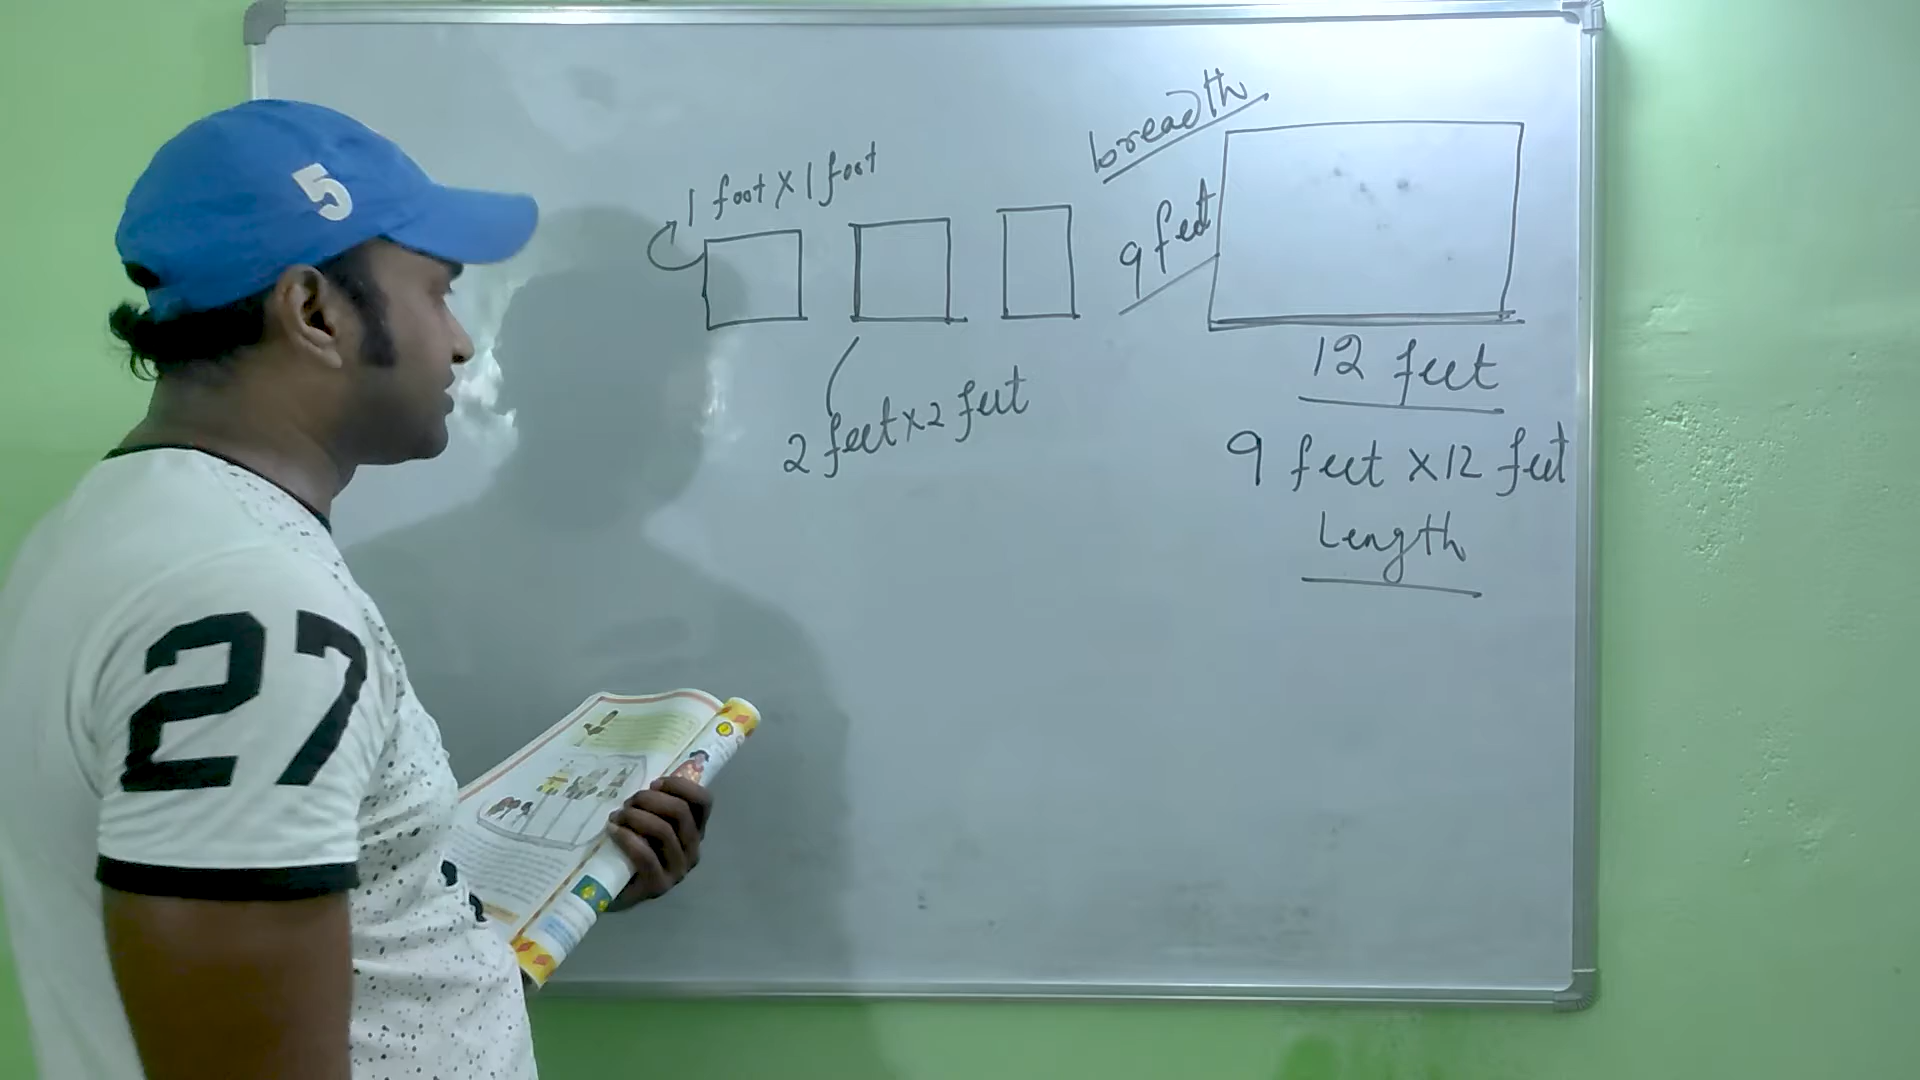 5
27
1 foot X 1 foot
2 feet x 2 feet
breadth
9 feet
12 feet
9 feet X 12 feet
Length